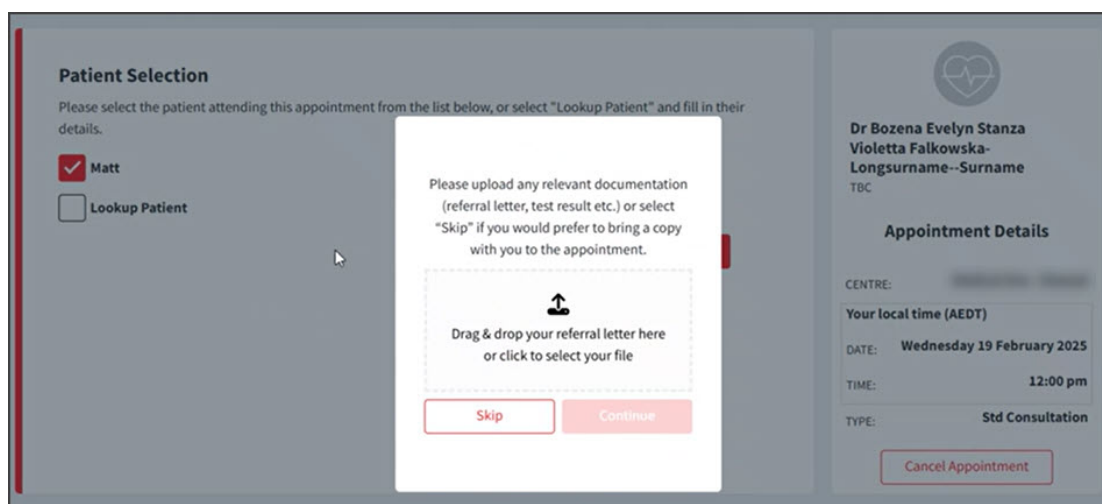 Patient Selection
Please select the patient attending this appointment from the list below, or select "Lookup Patient" and fill in their
details.
Matt
Lookup Patient
Please upload any relevant documentation
(referral letter, test result etc.) or select
“Skip” if you would prefer to bring a copy
with you to the appointment.
Drag & drop your referral letter here
or click to select your file
Skip
Continue
Dr Bozena Evelyn Stanza
Violetta Falkowska-
Longsurname--Surname
TBC
Appointment Details
CENTRE:
Your local time (AEDT)
DATE: Wednesday 19 February 2025
TIME: 12:00 pm
TYPE: Std Consultation
Cancel Appointment